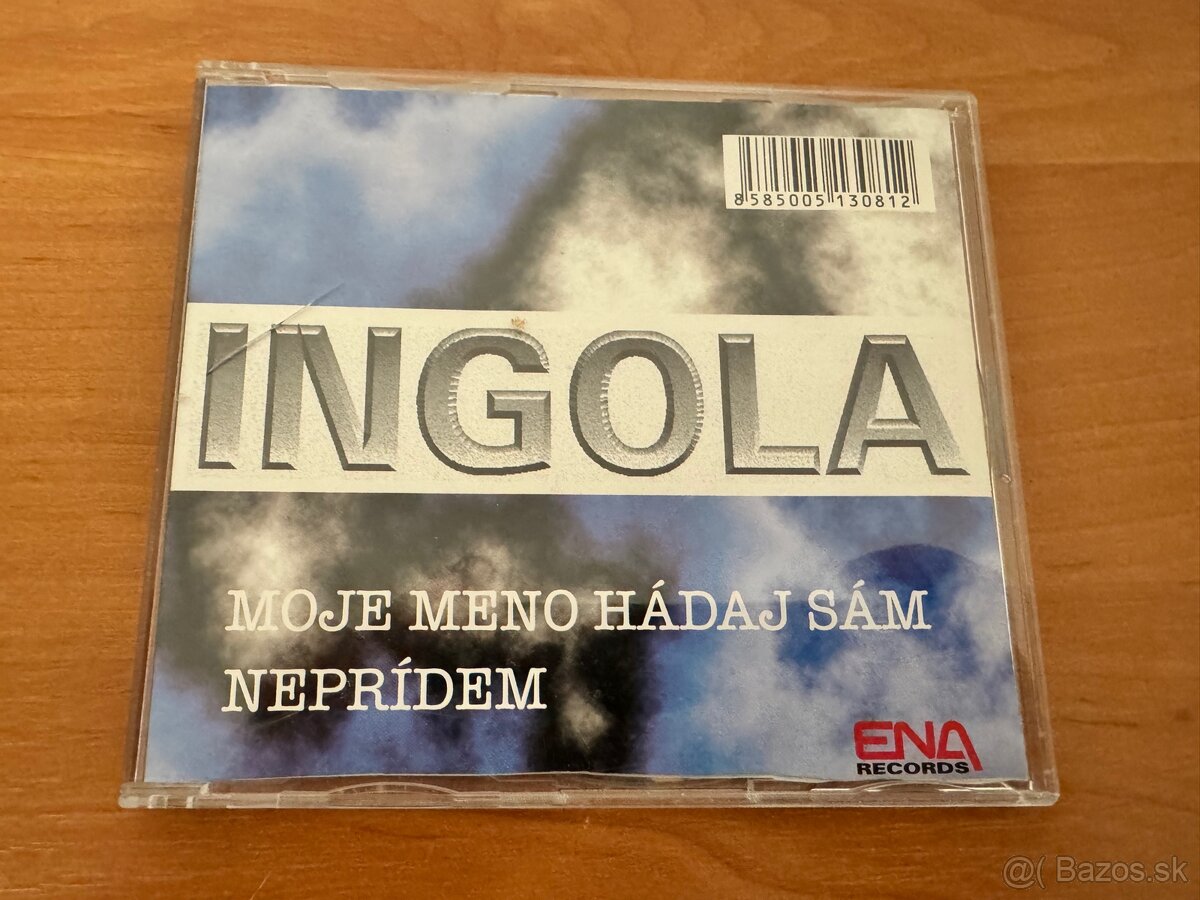 8585005130812
INGOLA
MOJE MENO HÁDAJ SÁM
NEPRÍDEM
ENA
RECORDS
@( Bazos.sk